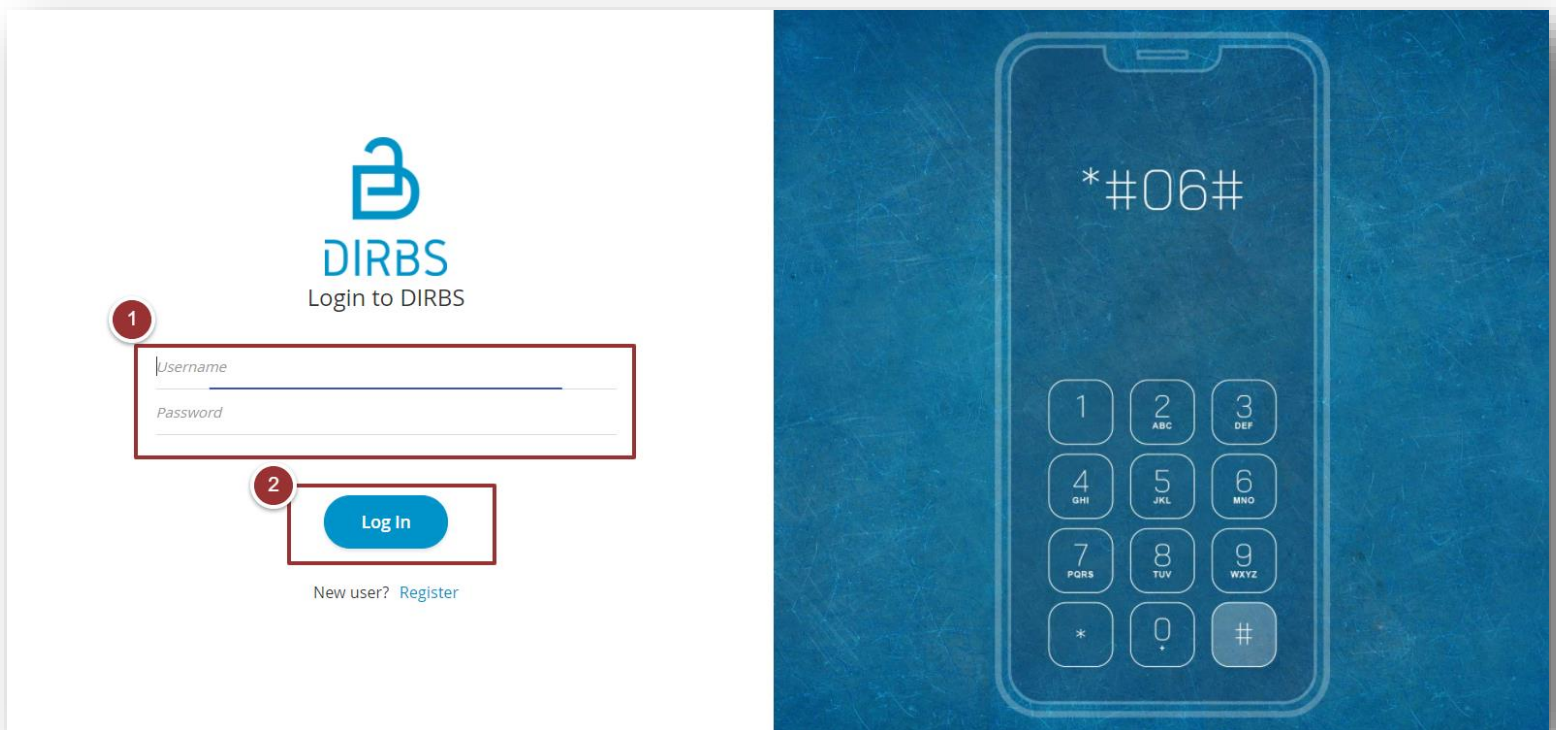 DIRBS
Login to DIRBS
1
Username
Password
2
Log In
New user? Register
*#06#
1 2 3
ABC DEF
4 5 6
GHI JKL MNO
7 8 9
PQRS TUV WXYZ
* 0 #
+